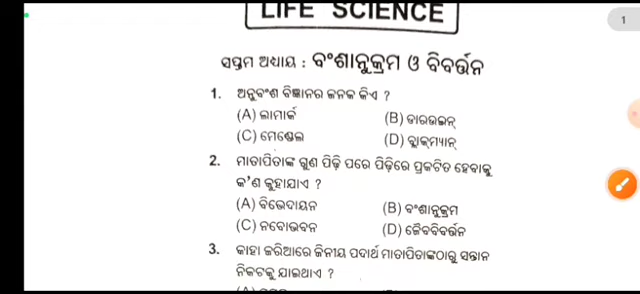 LIFE SCIENCE
1
ସପ୍ତମ ଅଧ୍ୟାୟ : ବଂଶାନୁକ୍ରମ ଓ ବିବର୍ତ୍ତନ
1. ଅନୁବଂଶ ବିଜ୍ଞାନର ଜନକ କିଏ ?
(A) ଲାମାର୍କ (B) ଡାରଉଇନ୍
(C) ମେଣ୍ଡେଲ (D) ବ୍ଲାକ୍‌ମ୍ୟାନ୍
2. ମାତାପିତାଙ୍କ ଗୁଣ ପିଢ଼ି ପରେ ପିଢ଼ିରେ ପ୍ରକଟିତ ହେବାକୁ
କ'ଣ କୁହାଯାଏ ?
(A) ବିଭେଦାୟନ (B) ବଂଶାନୁକ୍ରମ
(C) ନବୋଭବନ (D) ଜୈବବିବର୍ତ୍ତନ
3. କାହା ଜରିଆରେ ଜିନୀୟ ପଦାର୍ଥ ମାତାପିତାଙ୍କଠାରୁ ସନ୍ତାନ
ନିକଟକୁ ଯାଇଥାଏ ?